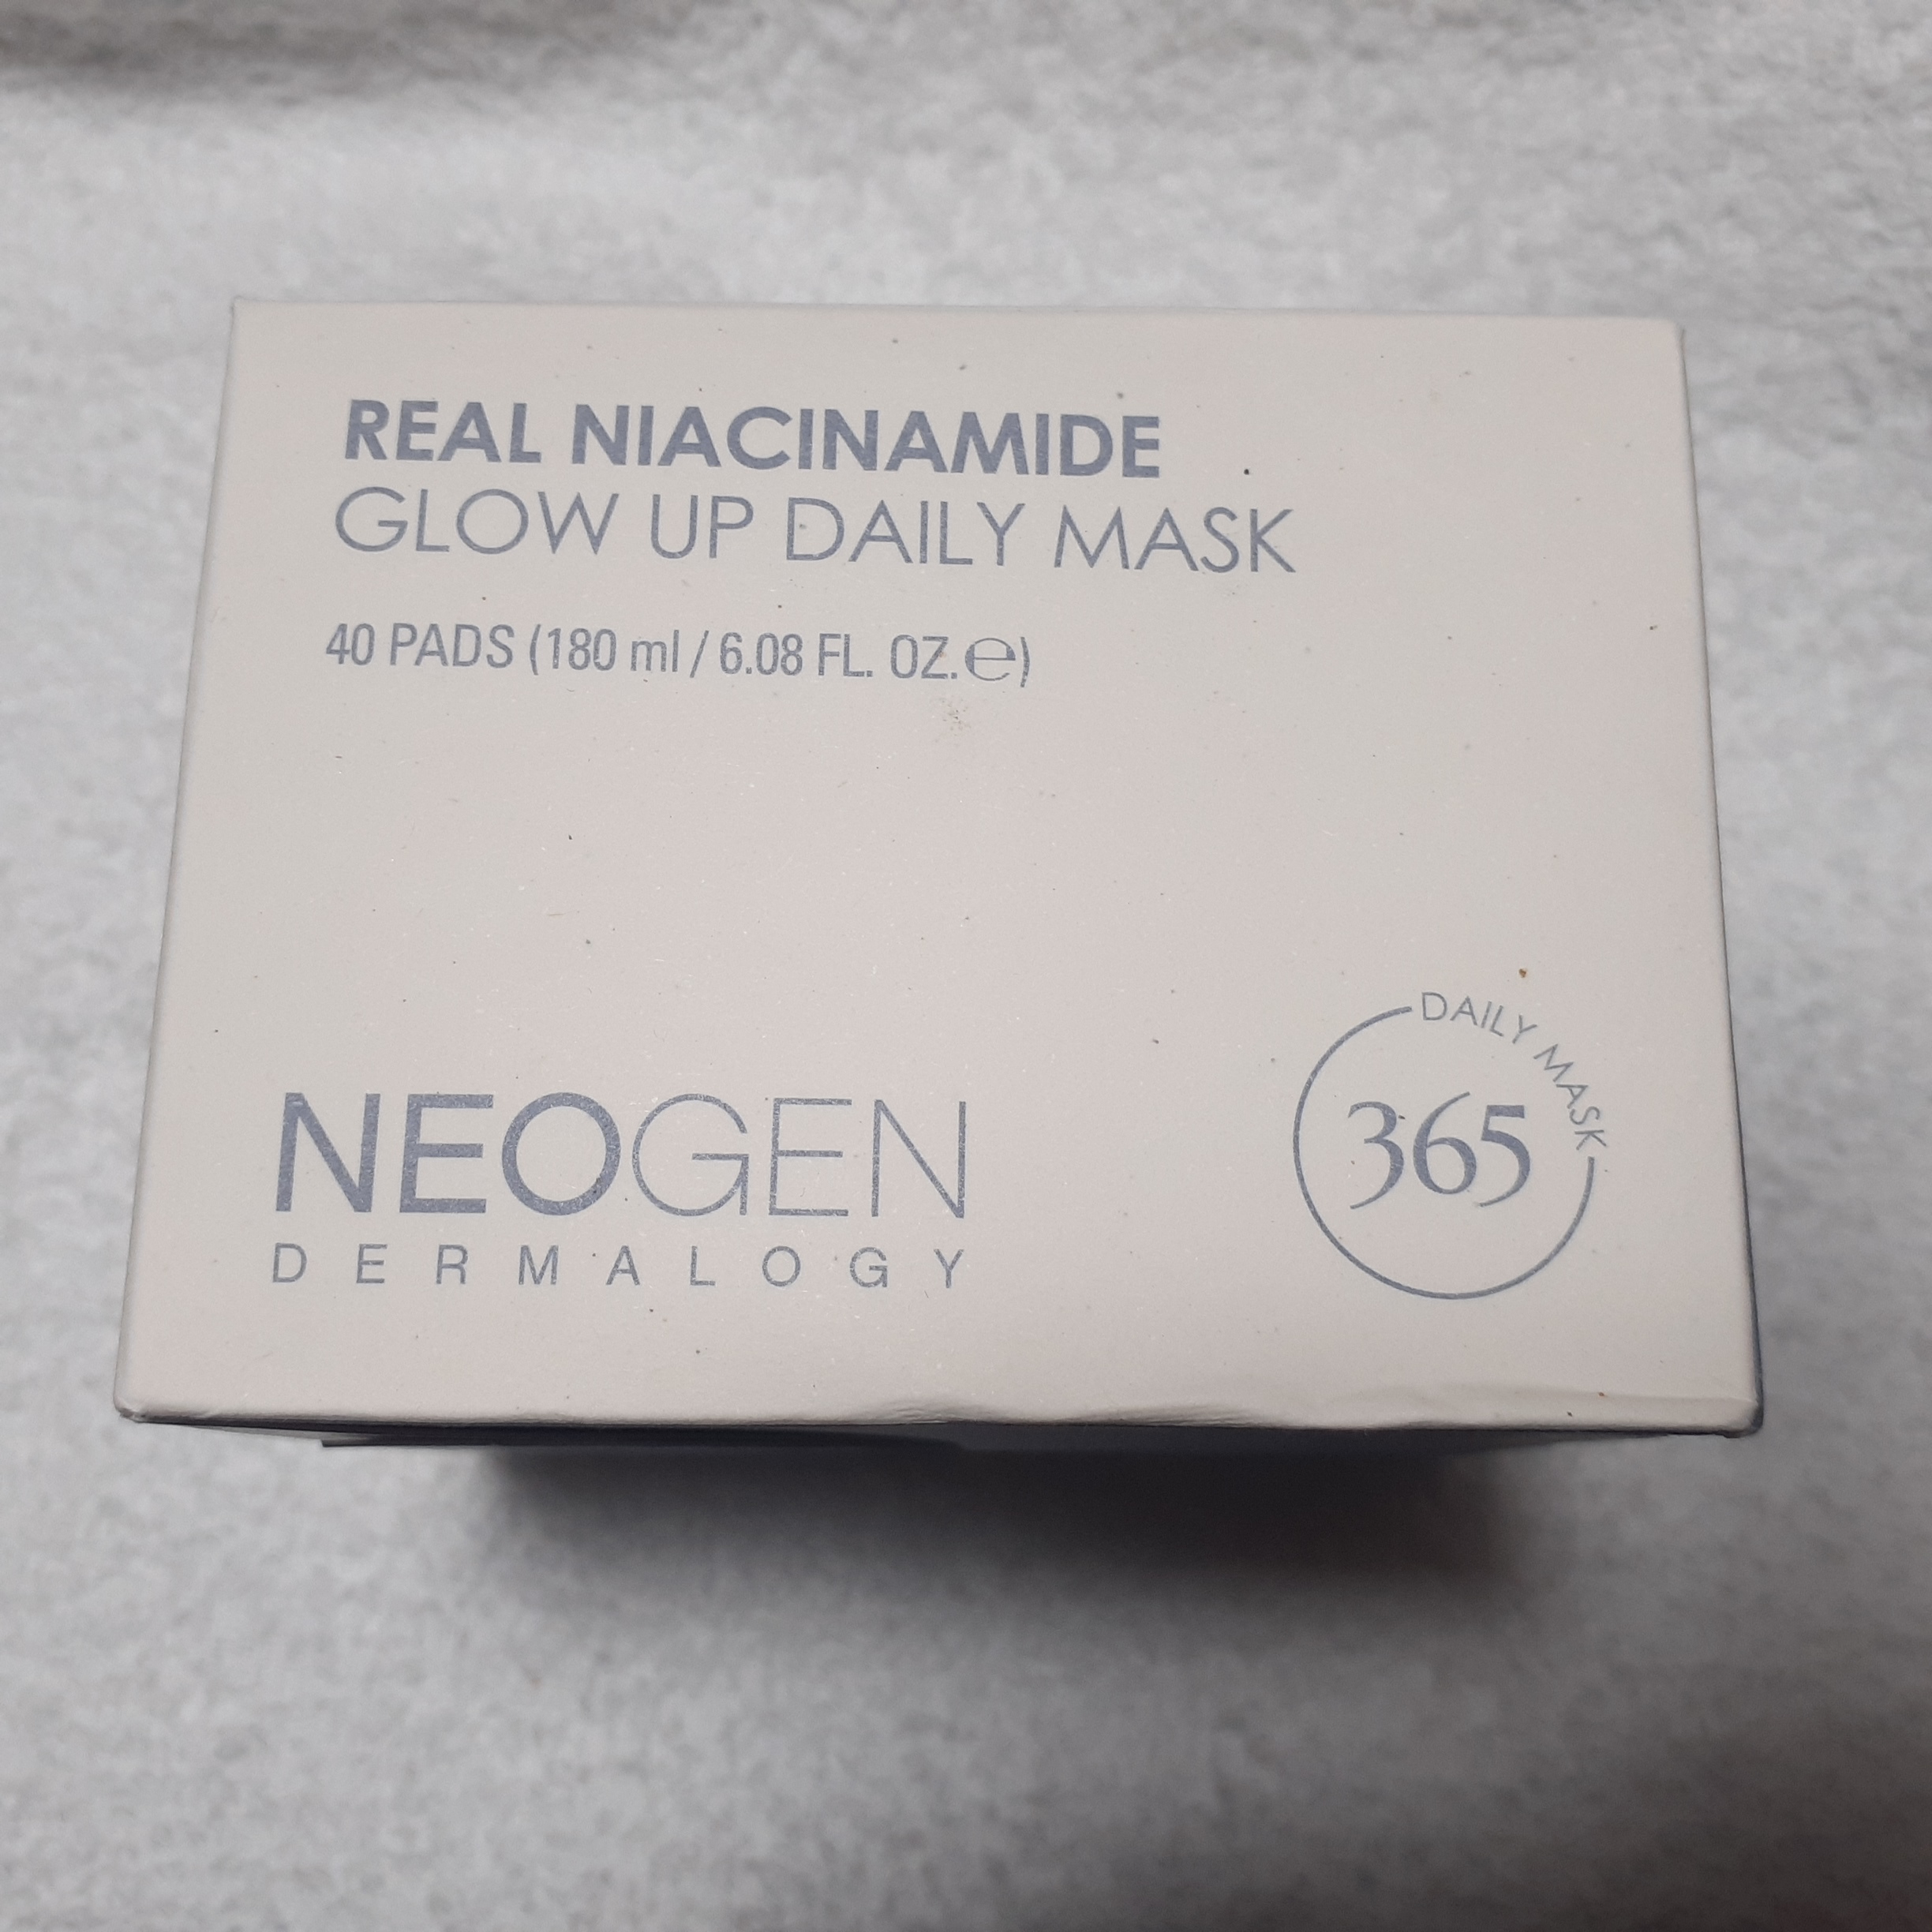 REAL NIACINAMIDE
GLOW UP DAILY MASK
40 PADS (180 ml / 6.08 FL. OZ.℮)
NEOGEN
DERMALOGY
DAILY MASK
365